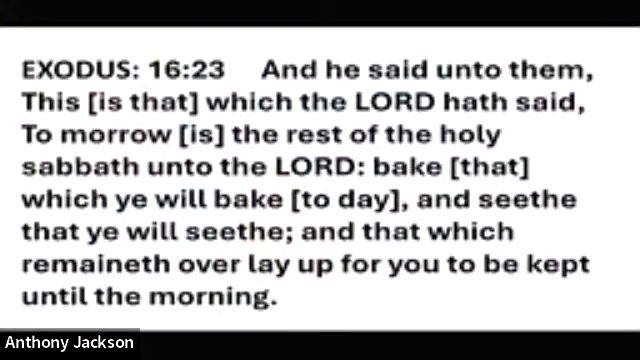 EXODUS: 16:23 And he said unto them,
This [is that] which the LORD hath said,
To morrow [is] the rest of the holy
sabbath unto the LORD: bake [that]
which ye will bake [to day], and seethe
that ye will seethe; and that which
remaineth over lay up for you to be kept
until the morning.
Anthony Jackson